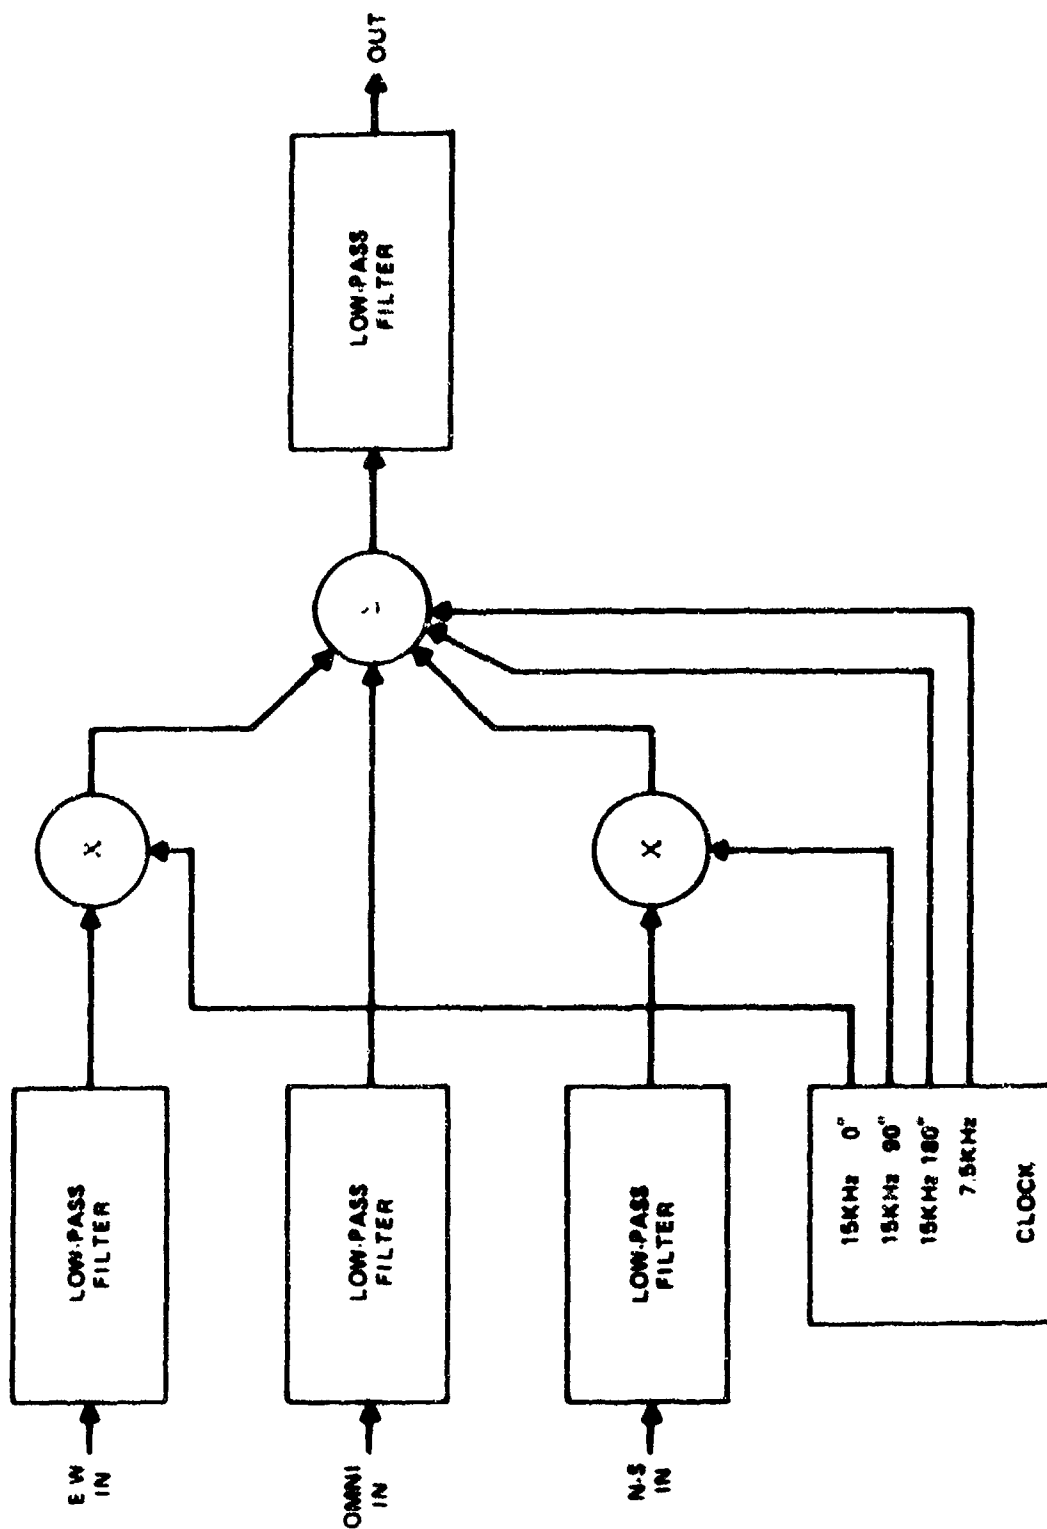 E W
IN
LOW-PASS
FILTER
X
OMNI
IN
LOW-PASS
FILTER
LOW-PASS
FILTER
OUT
N-S
IN
LOW-PASS
FILTER
X
15KHz 0°
15KHz 90°
15KHz 180°
7.5KHz
CLOCK